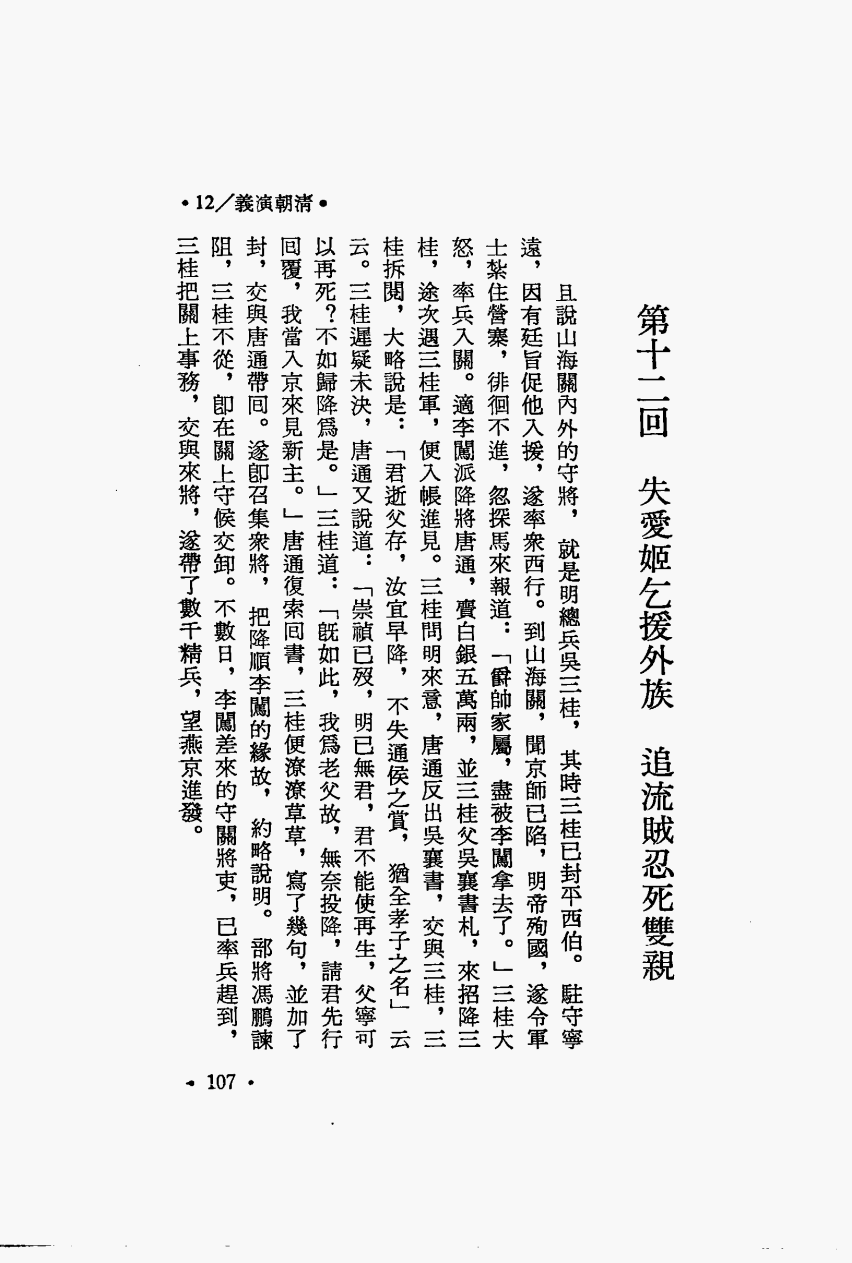 •12／義演朝清•
第十二回　失愛姬乞援外族　追流賊忍死雙親
且說山海關內外的守將，就是明總兵吳三桂，其時三桂已封平西伯。駐守寧
遠，因有廷旨促他入援，遂率衆西行。到山海關，聞京師已陷，明帝殉國，遂令軍
士紮住營寨，徘徊不進，忽探馬來報道：「爵帥家屬，盡被李闖拿去了。」三桂大
怒，率兵入關。適李闖派降將唐通，賫白銀五萬兩，並三桂父吳襄書札，來招降三
桂，途次遇三桂軍，便入帳進見。三桂問明來意，唐通反出吳襄書，交與三桂，三
桂拆閱，大略說是：「君逝父存，汝宜早降，不失通侯之賞，猶全孝子之名」云
云。三桂遲疑未決，唐通又說道：「崇禎已歿，明已無君，君不能使再生，父寧可
以再死？不如歸降爲是。」三桂道：「旣如此，我爲老父故，無奈投降，請君先行
囘覆，我當入京來見新主。」唐通復索囘書，三桂便潦潦草草，寫了幾句，並加了
封，交與唐通帶囘。遂卽召集衆將，把降順李闖的緣故，約略說明。部將馮鵬諫
阻，三桂不從，卽在關上守候交卸。不數日，李闖差來的守關將吏，已率兵趕到，
三桂把關上事務，交與來將，遂帶了數千精兵，望燕京進發。
•107•